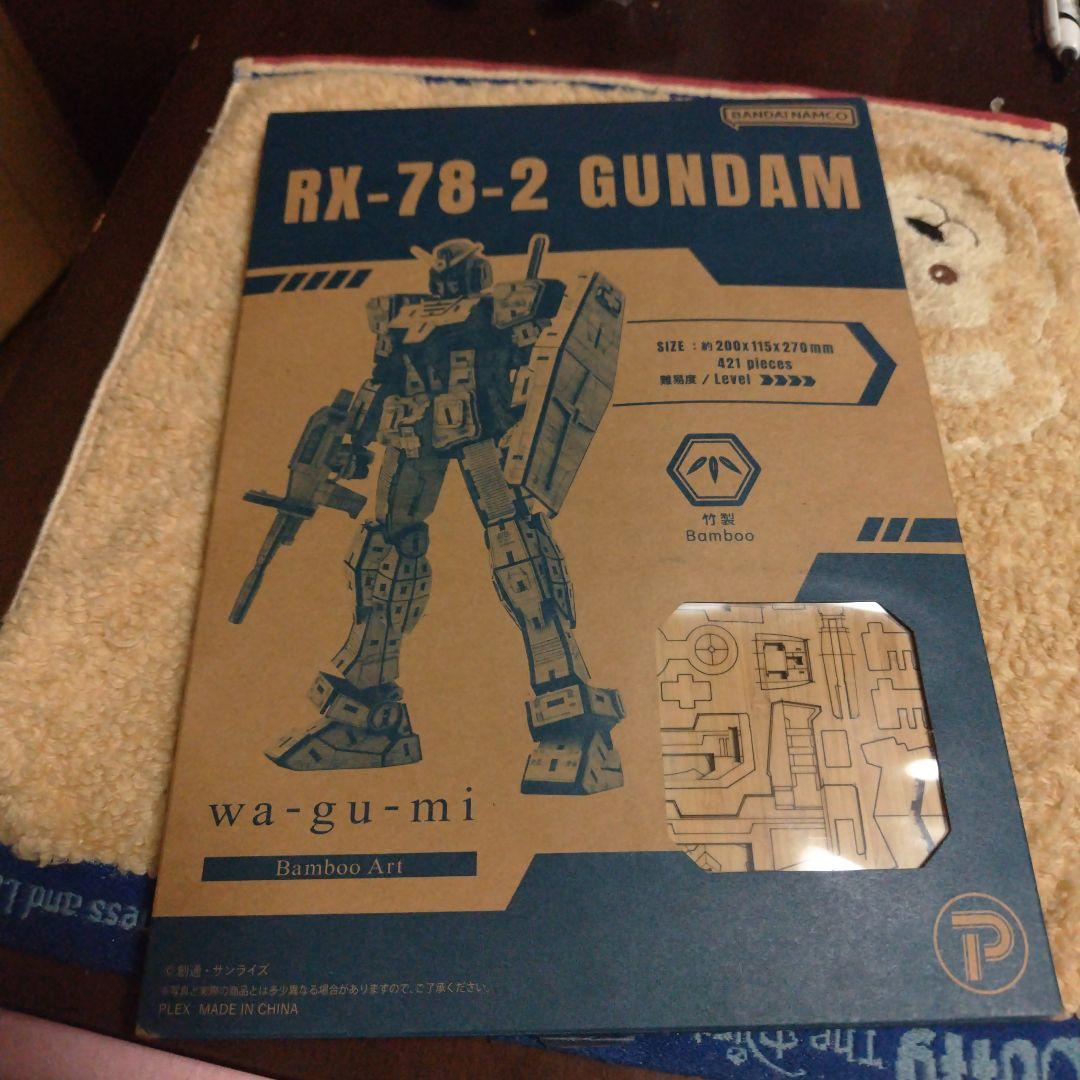 BANDAI NAMCO
RX-78-2 GUNDAM
SIZE : 約200x115x270mm
421 pieces
難易度 / Level
竹製
Bamboo
wa-gu-mi
Bamboo Art
P
©創通・サンライズ
※写真と実際の商品とは多少異なる場合がありますので、ご了承ください。
PLEX MADE IN CHINA
ess and
The